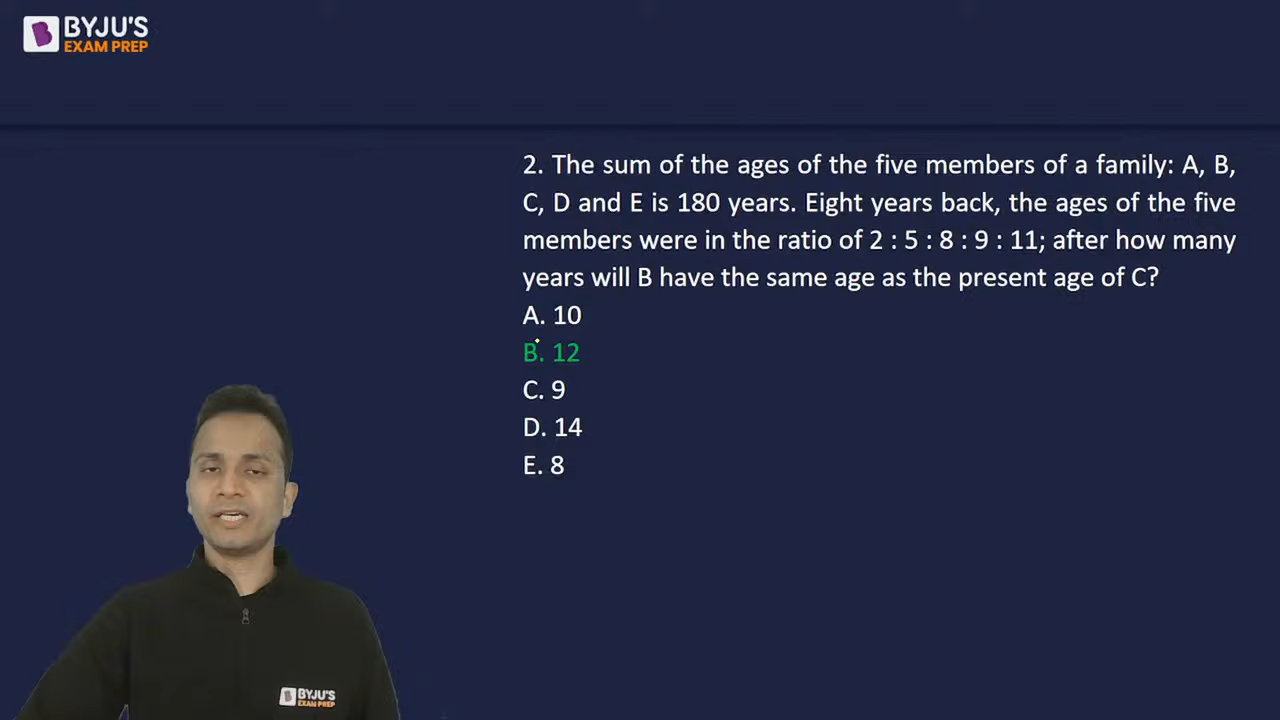 BYJU'S
EXAM PREP
2. The sum of the ages of the five members of a family: A, B,
C, D and E is 180 years. Eight years back, the ages of the five
members were in the ratio of 2 : 5 : 8 : 9 : 11; after how many
years will B have the same age as the present age of C?
A. 10
B. 12
C. 9
D. 14
E. 8
BYJU'S
EXAM PREP